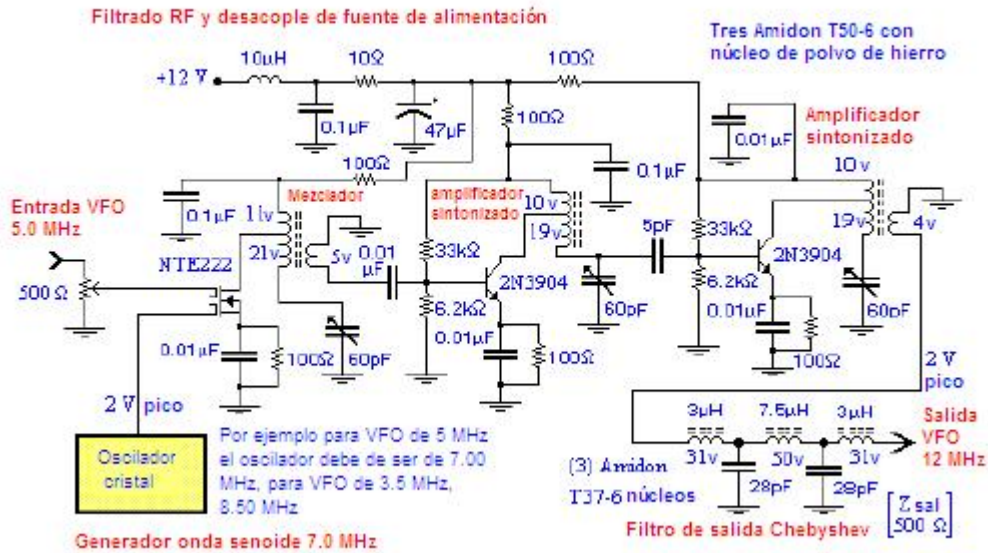 Filtrado RF y desacople de fuente de alimentación
Tres Amidon T50-6 con
núcleo de polvo de hierro
10µH
10Ω
100Ω
+12 V
0.1µF
47µF
+
100Ω
0.01µF
Amplificador
sintonizado
100Ω
0.1µF
10v
Mezclador
amplificador
sintonizado
Entrada VFO
5.0 MHz
0.1µF
11v
10v
5pF
21v
5v
0.01
µF
33kΩ
19v
33kΩ
19v
4v
NTE222
2N3904
2N3904
500 Ω
6.2kΩ
60pF
6.2kΩ
60pF
0.01µF
0.01µF
0.01µF
100Ω
60pF
100Ω
100Ω
2 V pico
2 V
pico
3µH
7.5µH
3µH
Salida
VFO
12 MHz
Oscilador
cristal
Por ejemplo para VFO de 5 MHz
el oscilador debe de ser de 7.00
MHz, para VFO de 3.5 MHz,
8.50 MHz
31v
50v
31v
(3) Amidon
T37-6 núcleos
28pF
28pF
Filtro de salida Chebyshev
[Z sal
500 Ω]
Generador onda senoide 7.0 MHz